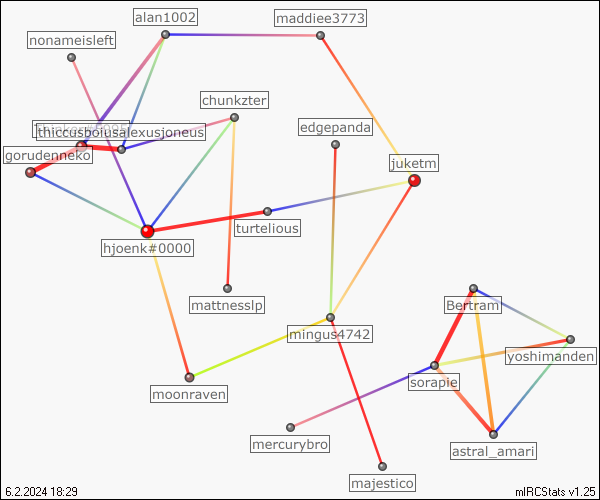 alan1002
maddiee3773
nonameisleft
chunkzter
edgepanda
thiccusboiusalexusjoneus
gorudenneko
juketm
turtelious
hjoenk#0000
Bertram
mattnesslp
mingus4742
yoshimanden
sorapie
moonraven
mercurybro
astral_amari
majestico
6.2.2024 18:29
mIRCStats v1.25